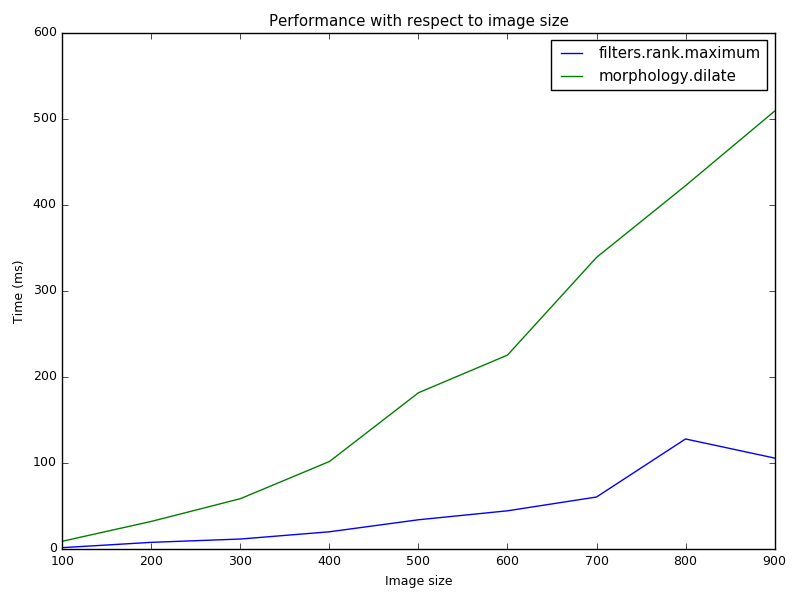 Performance with respect to image size
600
500
400
300
200
100
0
Time (ms)
filters.rank.maximum
morphology.dilate
100 200 300 400 500 600 700 800 900
Image size